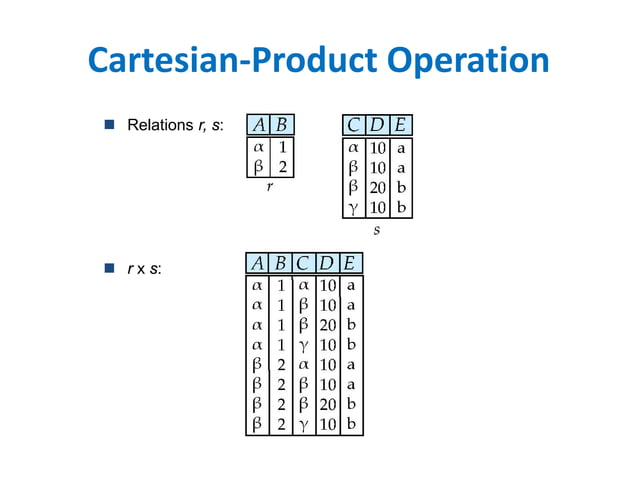 Cartesian-Product Operation
Relations r, s:
A B
α 1
β 2
r
C D E
α 10 a
β 10 a
β 20 b
γ 10 b
s
r x s:
A B C D E
α 1 α 10 a
α 1 β 10 a
α 1 β 20 b
α 1 γ 10 b
β 2 α 10 a
β 2 β 10 a
β 2 β 20 b
β 2 γ 10 b